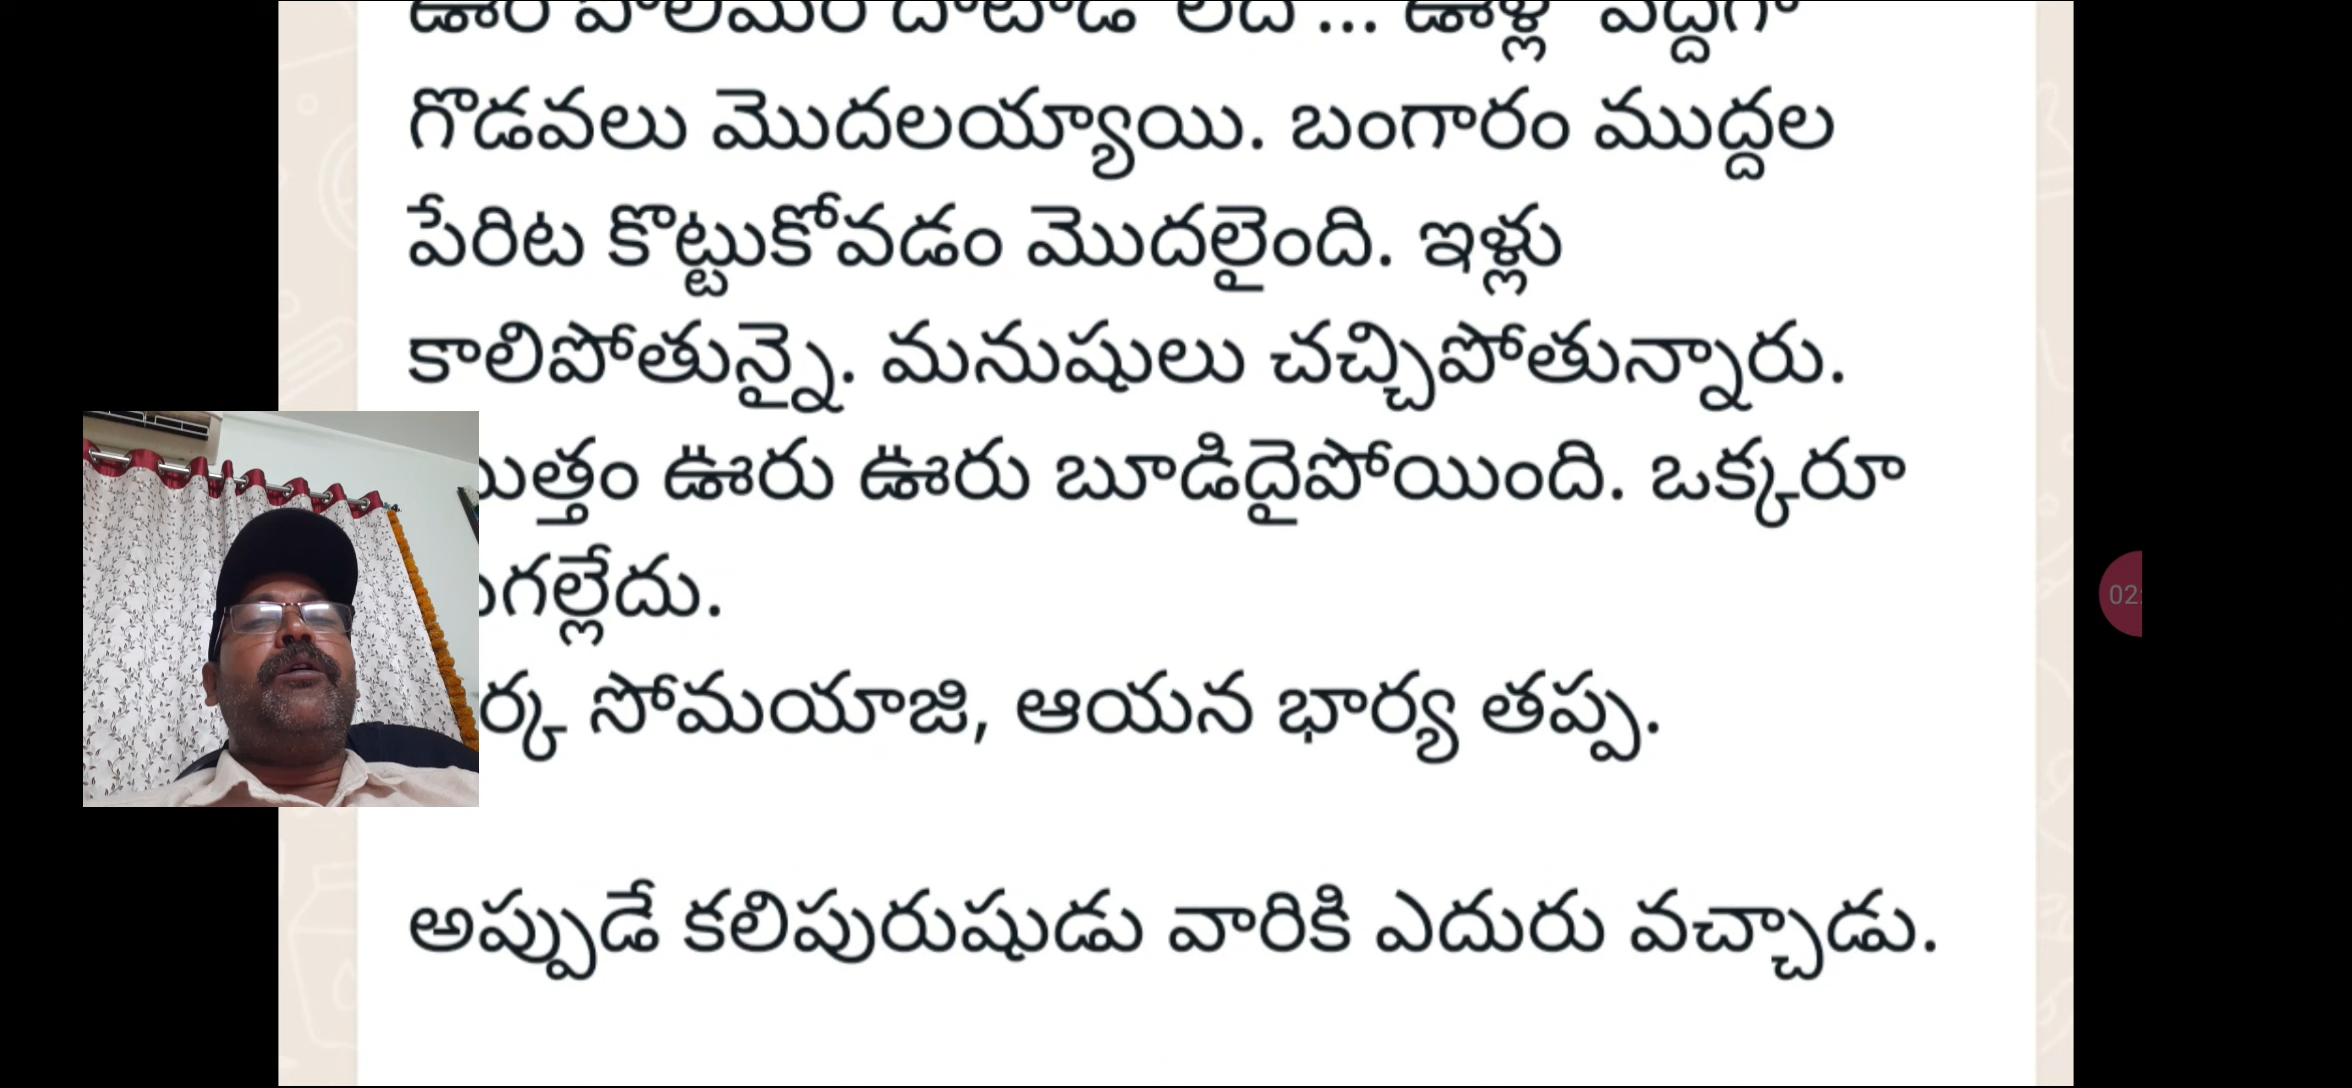 గొడవలు మొదలయ్యాయి. బంగారం ముద్దల
పేరిట కొట్టుకోవడం మొదలైంది. ఇళ్లు
కాలిపోతున్నై. మనుషులు చచ్చిపోతున్నారు.
ఊరు ఊరు బూడిదైపోయింది. ఒక్కరూ
సోమయాజి, ఆయన భార్య తప్ప.
అప్పుడే కలిపురుషుడు వారికి ఎదురు వచ్చాడు.